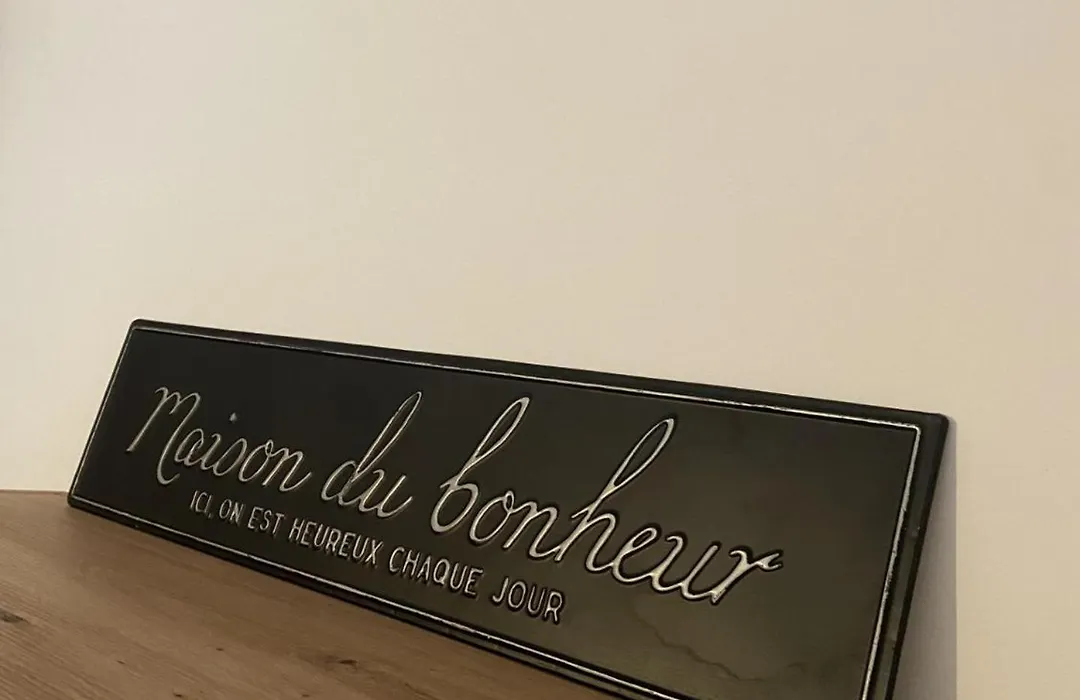 Maison du bonheur
ICI, ON EST HEUREUX CHAQUE JOUR